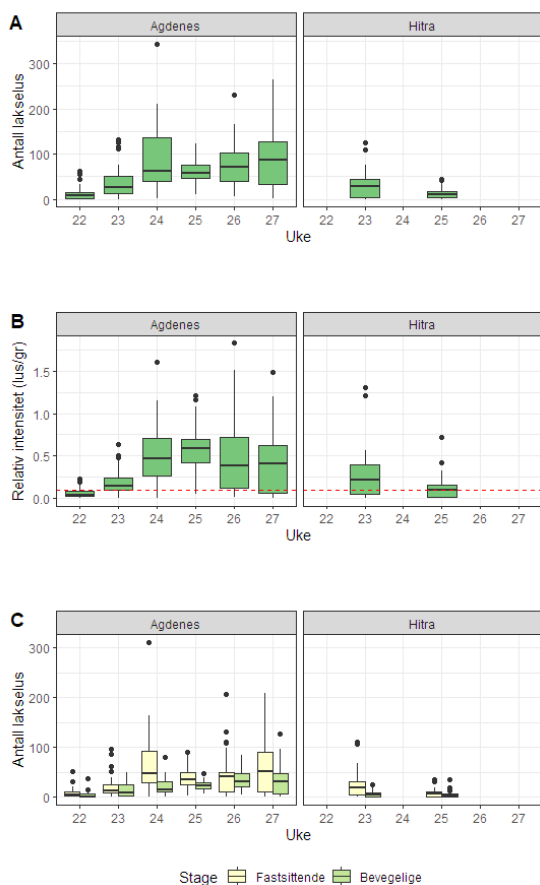 A
Agdenes Hitra
Antall lakselus
300
200
100
0
22 23 24 25 26 27 22 23 24 25 26 27
Uke
B
Agdenes Hitra
Relativ intensitet (lus/gr)
1.5
1.0
0.5
0.0
22 23 24 25 26 27 22 23 24 25 26 27
Uke
C
Agdenes Hitra
Antall lakselus
300
200
100
0
22 23 24 25 26 27 22 23 24 25 26 27
Uke
Stage Fastsittende Bevegelige